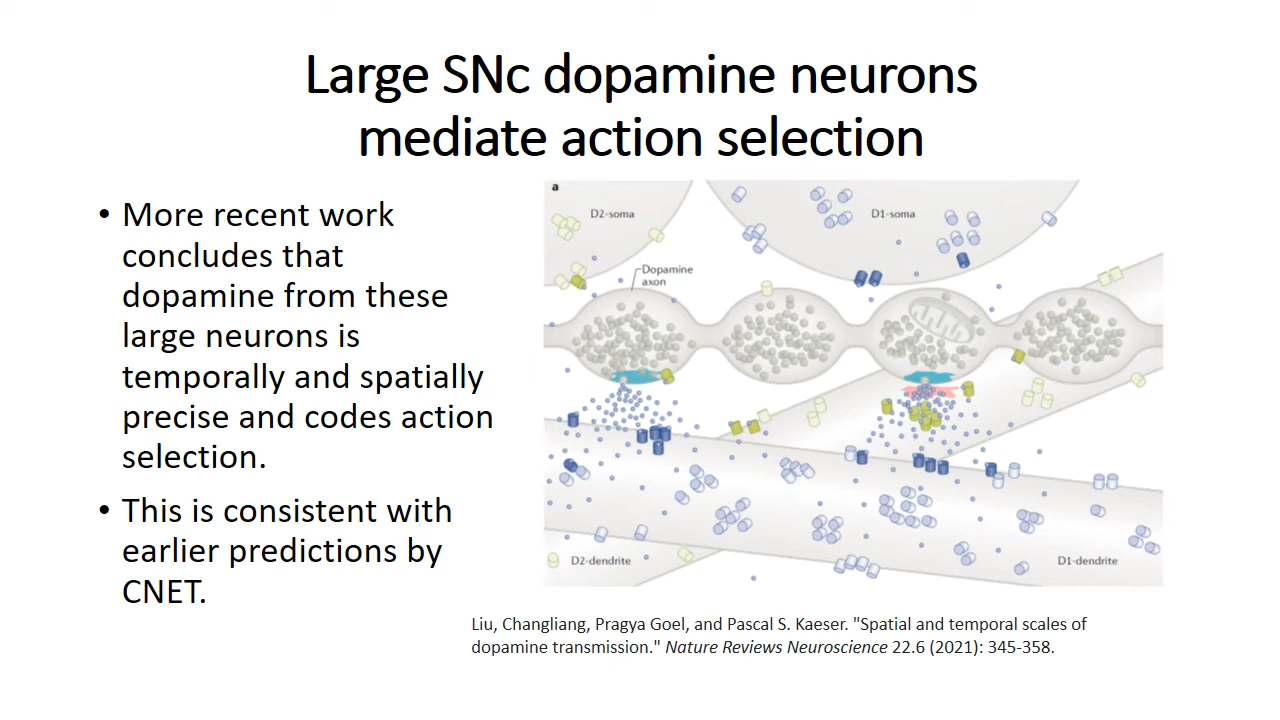 Large SNc dopamine neurons
mediate action selection
• More recent work
concludes that
dopamine from these
large neurons is
temporally and spatially
precise and codes action
selection.
• This is consistent with
earlier predictions by
CNET.
a
D2-soma
D1-soma
Dopamine
axon
D2-dendrite
D1-dendrite
Liu, Changliang, Pragya Goel, and Pascal S. Kaeser. "Spatial and temporal scales of
dopamine transmission." Nature Reviews Neuroscience 22.6 (2021): 345-358.